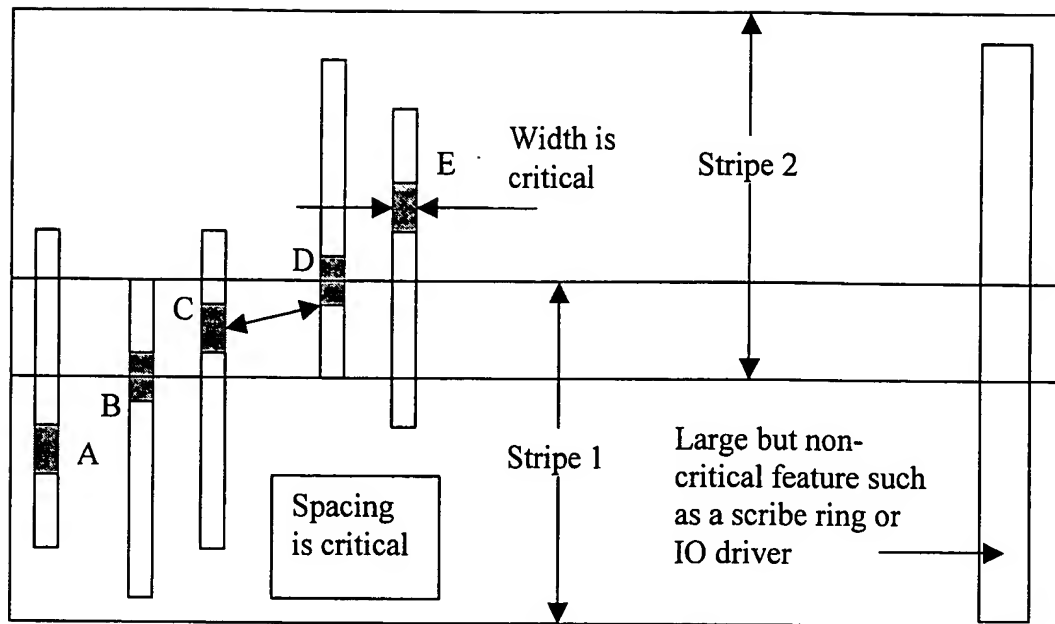 Width is
critical
E
Stripe 2
D
C
B
A
Stripe 1
Spacing
is critical
Large but non-
critical feature such
as a scribe ring or
IO driver